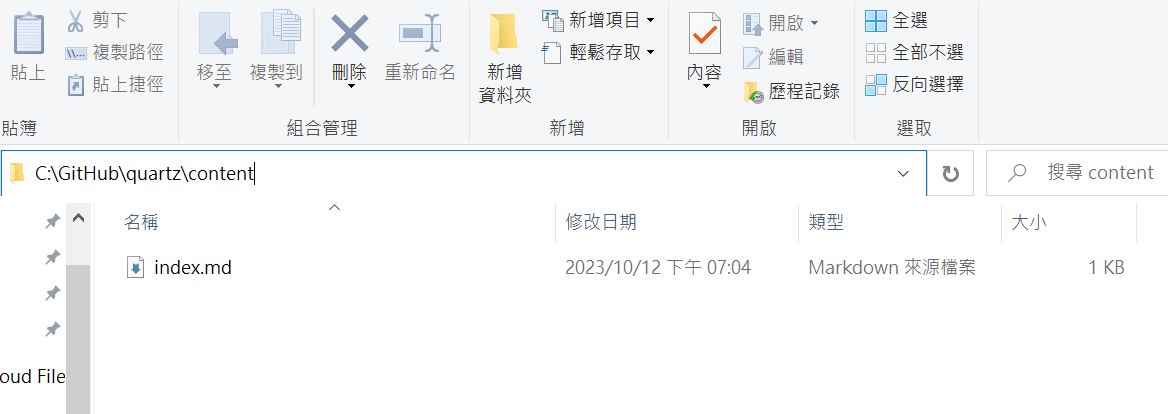 貼上
剪下
複製路徑
貼上捷徑
貼簿
移至
複製到
刪除
重新命名
組合管理
新增
資料夾
新增項目
輕鬆存取
新增
內容
開啟
編輯
歷程記錄
開啟
全選
全部不選
反向選擇
選取
C:\GitHub\quartz\content
搜尋 content
名稱 修改日期 類型 大小
index.md 2023/10/12 下午 07:04 Markdown 來源檔案 1 KB
oud File